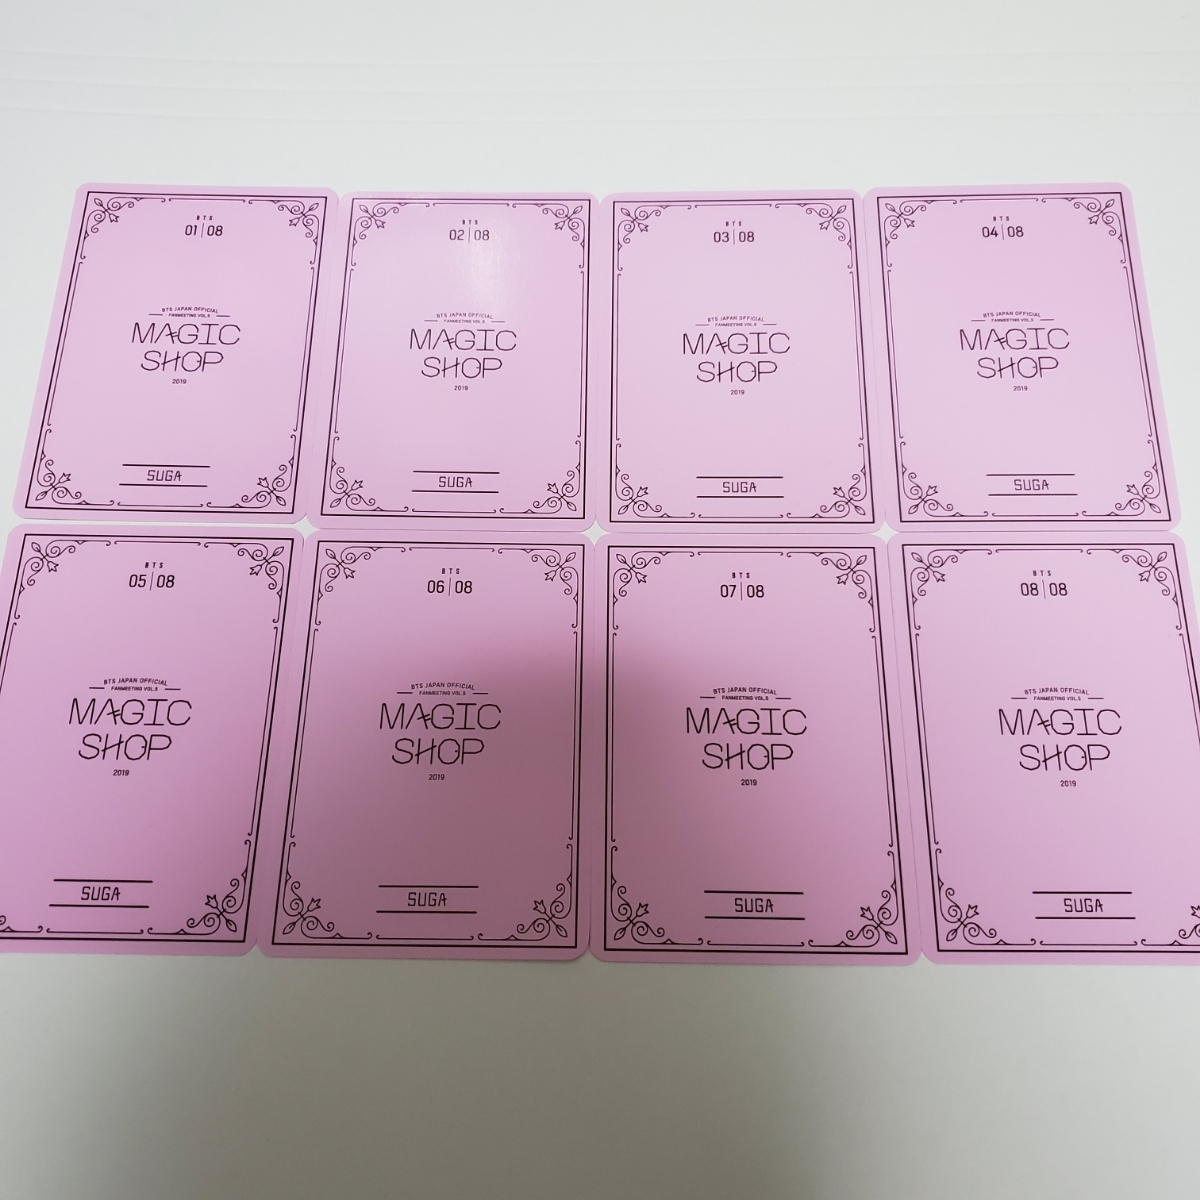 BTS
01|08
BTS JAPAN OFFICIAL
FANMEETING VOL.5
MAGIC
SHOP
2019
SUGA
BTS
02|08
BTS JAPAN OFFICIAL
FANMEETING VOL.5
MAGIC
SHOP
2019
SUGA
BTS
03|08
BTS JAPAN OFFICIAL
FANMEETING VOL.5
MAGIC
SHOP
2019
SUGA
BTS
04|08
BTS JAPAN OFFICIAL
FANMEETING VOL.5
MAGIC
SHOP
2019
SUGA
BTS
05|08
BTS JAPAN OFFICIAL
FANMEETING VOL.5
MAGIC
SHOP
2019
SUGA
BTS
06|08
BTS JAPAN OFFICIAL
FANMEETING VOL.5
MAGIC
SHOP
2019
SUGA
BTS
07|08
BTS JAPAN OFFICIAL
FANMEETING VOL.5
MAGIC
SHOP
2019
SUGA
BTS
08|08
BTS JAPAN OFFICIAL
FANMEETING VOL.5
MAGIC
SHOP
2019
SUGA